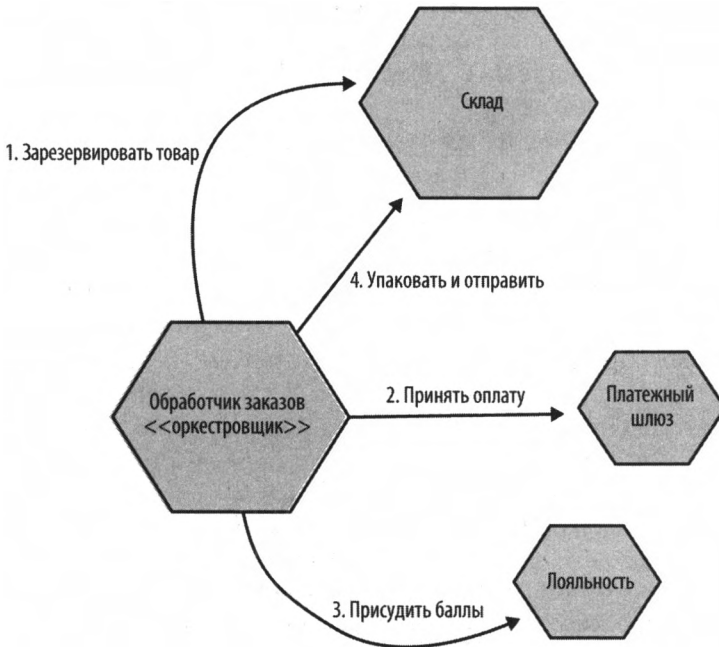 Склад
1. Зарезервировать товар
4. Упаковать и отправить
Обработчик заказов
<<оркестровщик>>
2. Принять оплату
Платежный
шлюз
Лояльность
3. Присудить баллы